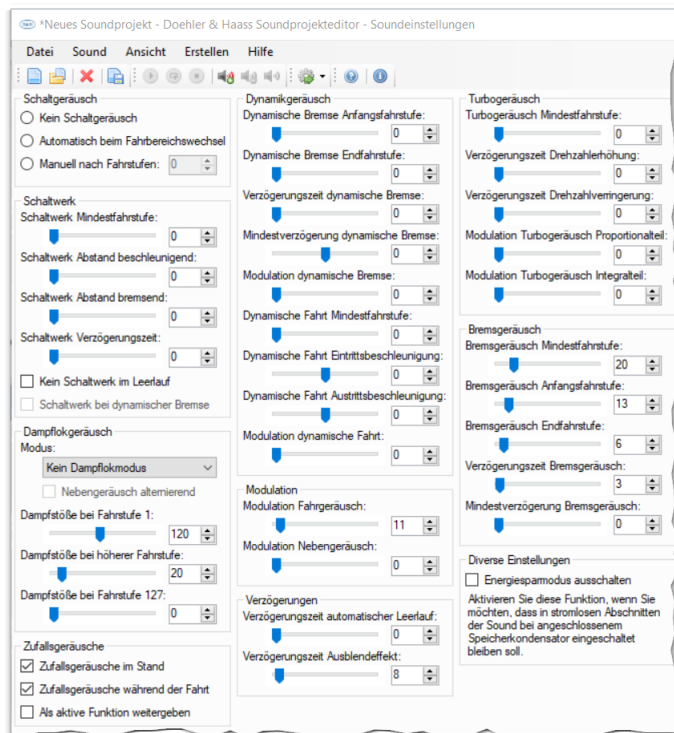 *Neues Soundprojekt - Doehler & Haass Soundprojekteditor - Soundeinstellungen
Datei Sound Ansicht Erstellen Hilfe
Schaltgeräusch
Kein Schaltgeräusch
Automatisch beim Fahrbereichswechsel
Manuell nach Fahrstufen: 0
Schaltwerk
Schaltwerk Mindestfahrstufe:
0
Schaltwerk Abstand beschleunigend:
0
Schaltwerk Abstand bremsend:
0
Schaltwerk Verzögerungszeit:
0
Kein Schaltwerk im Leerlauf
Schaltwerk bei dynamischer Bremse
Dampflokgeräusch
Modus:
Kein Dampflokmodus
Nebengeräusch alternierend
Dampfstöße bei Fahrstufe 1:
120
Dampfstöße bei höherer Fahrstufe:
20
Dampfstöße bei Fahrstufe 127:
0
Zufallsgeräusche
Zufallsgeräusche im Stand
Zufallsgeräusche während der Fahrt
Als aktive Funktion weitergeben
Dynamikgeräusch
Dynamische Bremse Anfangsfahrstufe:
0
Dynamische Bremse Endfahrstufe:
0
Verzögerungszeit dynamische Bremse:
0
Mindestverzögerung dynamische Bremse:
0
Modulation dynamische Bremse:
0
Dynamische Fahrt Mindestfahrstufe:
0
Dynamische Fahrt Eintrittsbeschleunigung:
0
Dynamische Fahrt Austrittsbeschleunigung:
0
Modulation dynamische Fahrt:
0
Modulation
Modulation Fahrgeräusch:
11
Modulation Nebengeräusch:
0
Verzögerungen
Verzögerungszeit automatischer Leerlauf:
0
Verzögerungszeit Ausblendeffekt:
8
Turbogeräusch
Turbogeräusch Mindestfahrstufe:
0
Verzögerungszeit Drehzahlerhöhung:
0
Verzögerungszeit Drehzahlverringerung:
0
Modulation Turbogeräusch Proportionalteil:
0
Modulation Turbogeräusch Integralteil:
0
Bremsgeräusch
Bremsgeräusch Mindestfahrstufe:
20
Bremsgeräusch Anfangsfahrstufe:
13
Bremsgeräusch Endfahrstufe:
6
Verzögerungszeit Bremsgeräusch:
3
Mindestverzögerung Bremsgeräusch:
0
Diverse Einstellungen
Energiesparmodus ausschalten
Aktivieren Sie diese Funktion, wenn Sie
möchten, dass in stromlosen Abschnitten
der Sound bei angeschlossenem
Speicherkondensator eingeschaltet
bleiben soll.